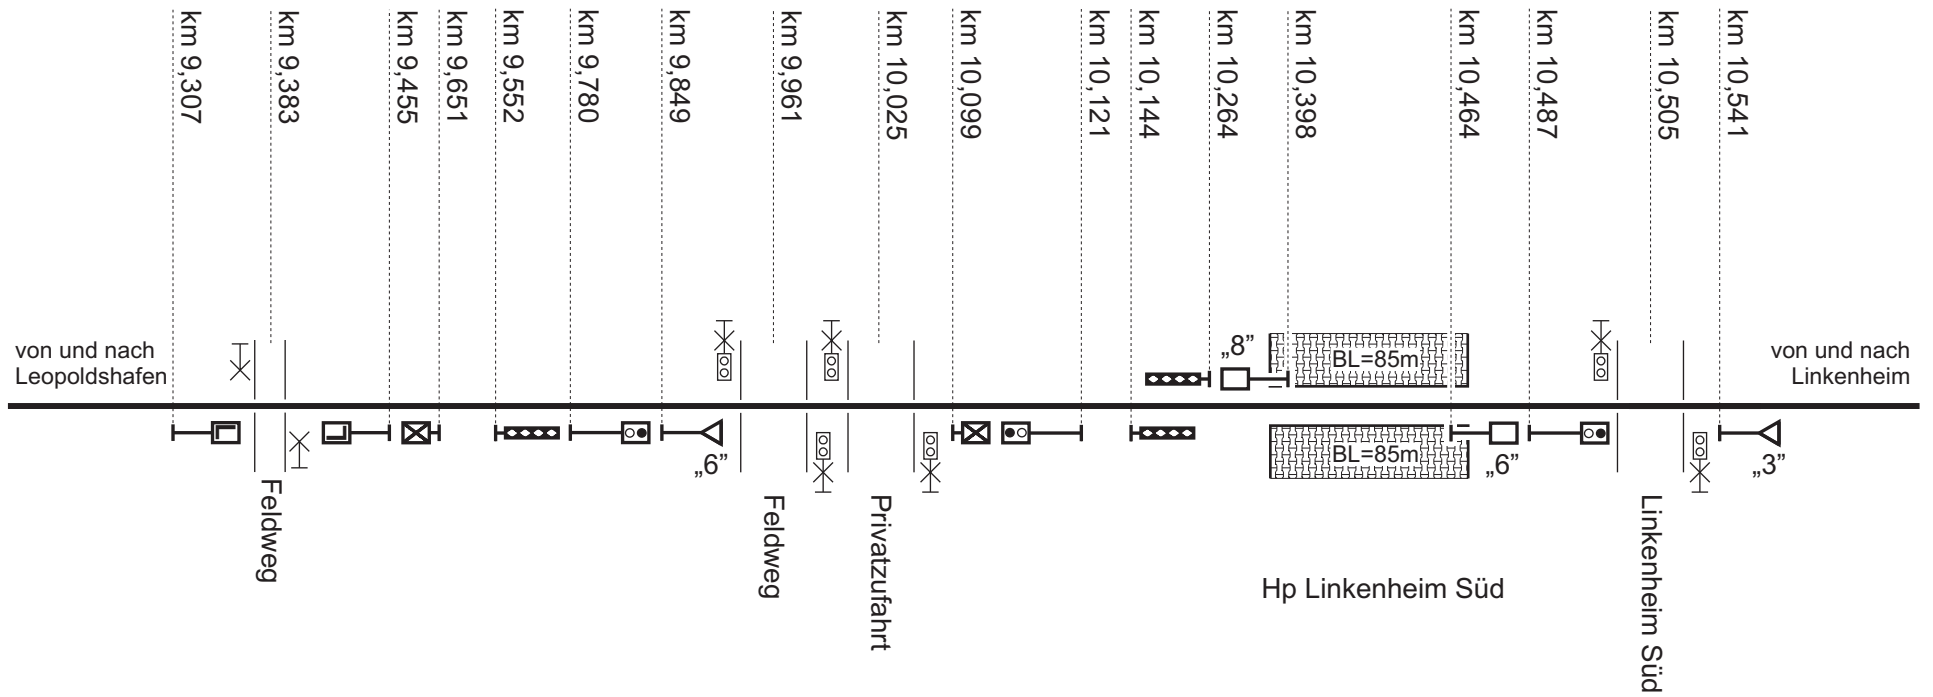 km 9,307
km 9,383
km 9,455
km 9,651
km 9,552
km 9,780
km 9,849
km 9,961
km 10,025
km 10,099
km 10,121
km 10,144
km 10,264
km 10,398
km 10,464
km 10,487
km 10,505
km 10,541
von und nach
Leopoldshafen
„8”
BL=85m
von und nach
Linkenheim
„6”
BL=85m
„6”
„3”
Feldweg
Feldweg
Privatzufahrt
Hp Linkenheim Süd
Linkenheim Süd